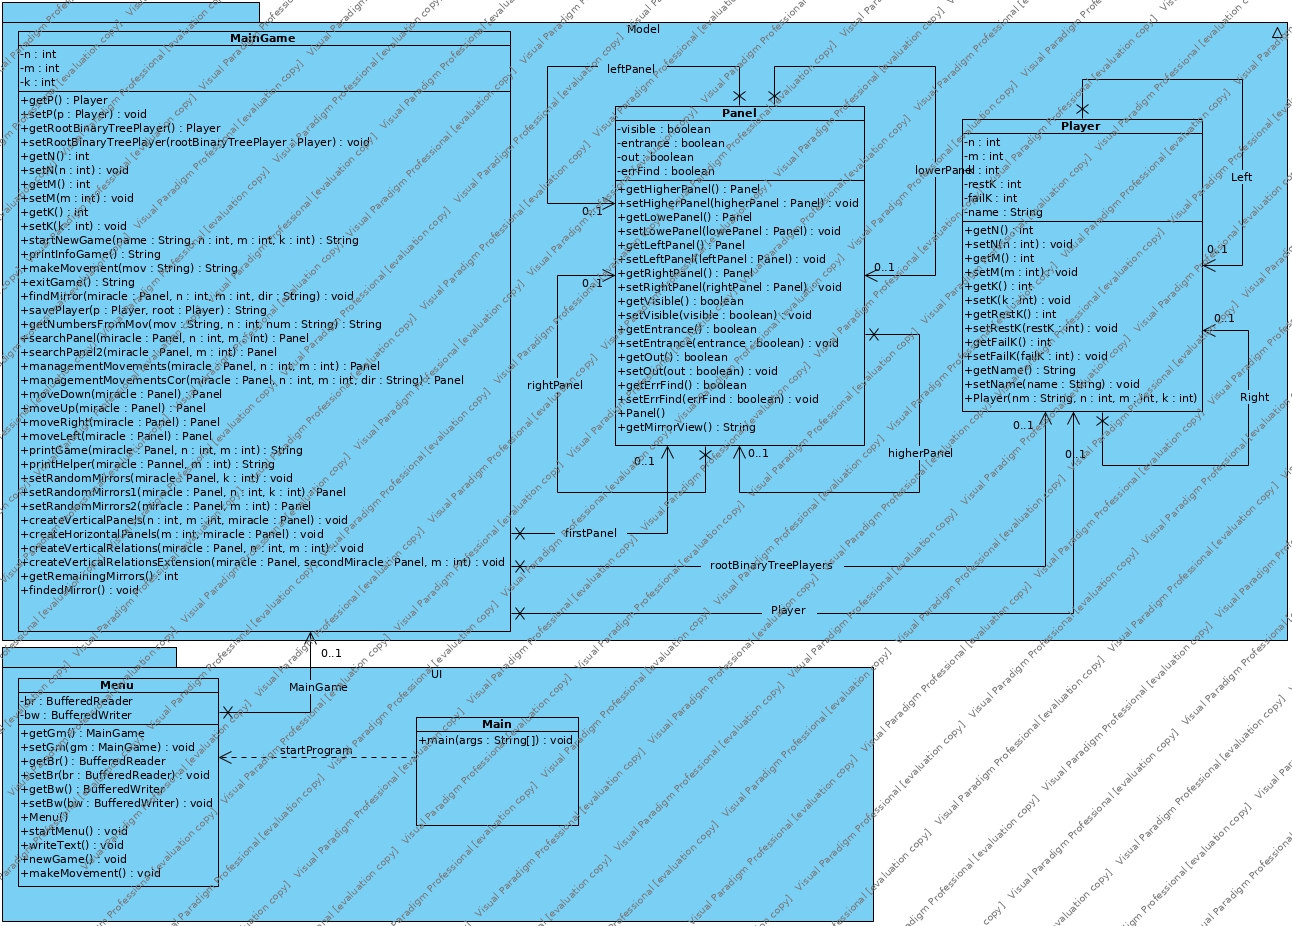 Model
MainGame
-n : int
-m : int
-k : int
+getP() : Player
+setP(p : Player) : void
+getRootBinaryTreePlayer() : Player
+setRootBinaryTreePlayer(rootBinaryTreePlayer : Player) : void
+getN() : int
+setN(n : int) : void
+getM() : int
+setM(m : int) : void
+getK() : int
+setK(k : int) : void
+startNewGame(name : String, n : int, m : int, k : int) : String
+printInfoGame() : String
+makeMovement(mov : String) : String
+exitGame() : String
+findMirror(miracle : Panel, n : int, m : int, dir : String) : void
+savePlayer(p : Player, root : Player) : String
+getNumbersFromMov(mov : String, n : int, num : String) : String
+searchPanel(miracle : Panel, n : int, m : int) : Panel
+searchPanel2(miracle : Panel, m : int) : Panel
+managementMovements(miracle : Panel, n : int, m : int) : Panel
+managementMovementsCor(miracle : Panel, n : int, m : int, dir : String) : Panel
+moveDown(miracle : Panel) : Panel
+moveUp(miracle : Panel) : Panel
+moveRight(miracle : Panel) : Panel
+moveLeft(miracle : Panel) : Panel
+printGame(miracle : Panel, n : int, m : int) : String
+printHelper(miracle : Pannel, m : int) : String
+setRandomMirrors(miracle : Panel, k : int) : void
+setRandomMirrors1(miracle : Panel, n : int, k : int) : Panel
+setRandomMirrors2(miracle : Panel, m : int) : Panel
+createVerticalPanels(n : int, m : int, miracle : Panel) : void
+createHorizontalPanels(m : int, miracle : Panel) : void
+createVerticalRelations(miracle : Panel, n : int, m : int) : void
+createVerticalRelationsExtension(miracle : Panel, secondMiracle : Panel, m : int) : void
+getRemainingMirrors() : int
+findedMirror() : void
leftPanel
0..1
rightPanel
0..1
Panel
-visible : boolean
-entrance : boolean
-out : boolean
-errFind : boolean
+getHigherPanel() : Panel
+setHigherPanel(higherPanel : Panel) : void
+getLowePanel() : Panel
+setLowePanel(lowePanel : Panel) : void
+getLeftPanel() : Panel
+setLeftPanel(leftPanel : Panel) : void
+getRightPanel() : Panel
+setRightPanel(rightPanel : Panel) : void
+getVisible() : boolean
+setVisible(visible : boolean) : void
+getEntrance() : boolean
+setEntrance(entrance : boolean) : void
+getOut() : boolean
+setOut(out : boolean) : void
+getErrFind() : boolean
+setErrFind(errFind : boolean) : void
+Panel()
+getMirrorView() : String
lowerPanel
0..1
higherPanel
0..1
0..1
firstPanel
Player
-n : int
-m : int
-k : int
-restK : int
-failK : int
-name : String
+getN() : int
+setN(n : int) : void
+getM() : int
+setM(m : int) : void
+getK() : int
+setK(k : int) : void
+getRestK() : int
+setRestK(restK : int) : void
+getFailK() : int
+setFailK(failK : int) : void
+getName() : String
+setName(name : String) : void
+Player(nm : String, n : int, m : int, k : int)
Left
0..1
0..1
Right
0..1
0..1
rootBinaryTreePlayers
Player
0..1
MainGame
UI
Menu
-br : BufferedReader
-bw : BufferedWriter
+getGm() : MainGame
+setGm(gm : MainGame) : void
+getBr() : BufferedReader
+setBr(br : BufferedReader) : void
+getBw() : BufferedWriter
+setBw(bw : BufferedWriter) : void
+Menu()
+startMenu() : void
+writeText() : void
+newGame() : void
+makeMovement() : void
startProgram
Main
+main(args : String[]) : void
Visual Paradigm Professional [evaluation copy]